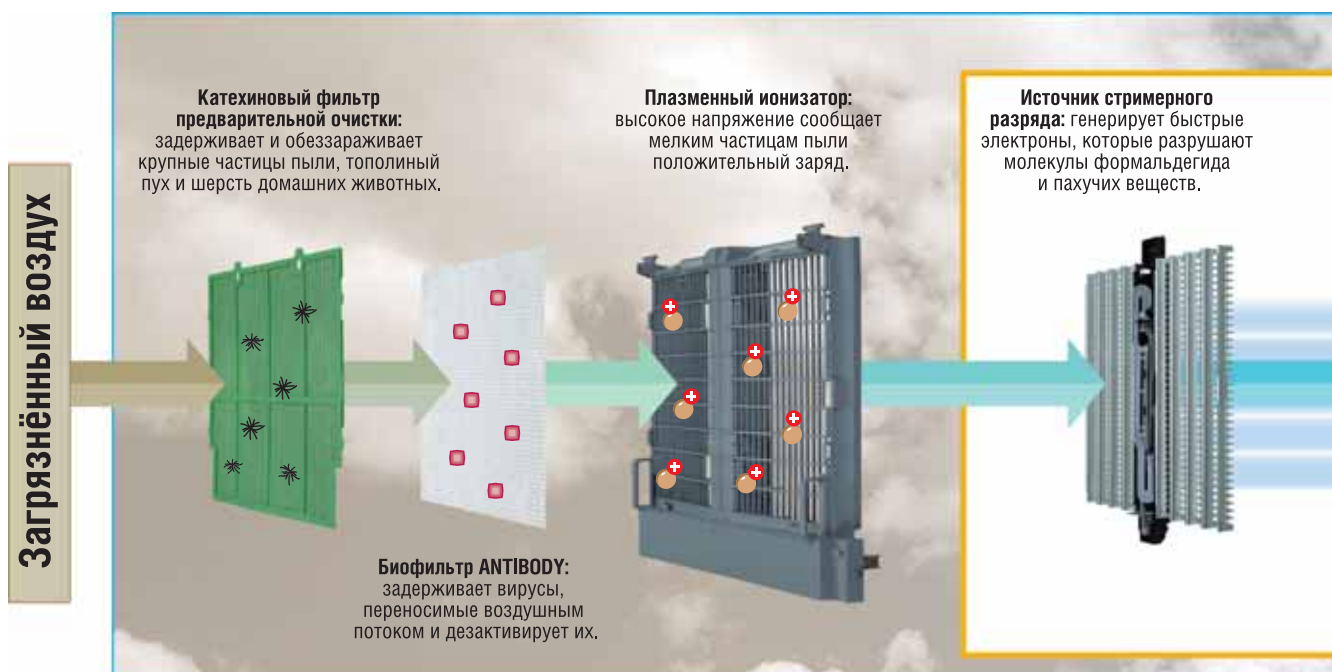 Загрязнённый воздух
Катехиновый фильтр
предварительной очистки:
задерживает и обеззараживает
крупные частицы пыли, тополиный
пух и шерсть домашних животных.
Биофильтр ANTIBODY:
задерживает вирусы,
переносимые воздушным
потоком и дезактивирует их.
Плазменный ионизатор:
высокое напряжение сообщает
мелким частицам пыли
положительный заряд.
Источник стримерного
разряда: генерирует быстрые
электроны, которые разрушают
молекулы формальдегида
и пахучих веществ.